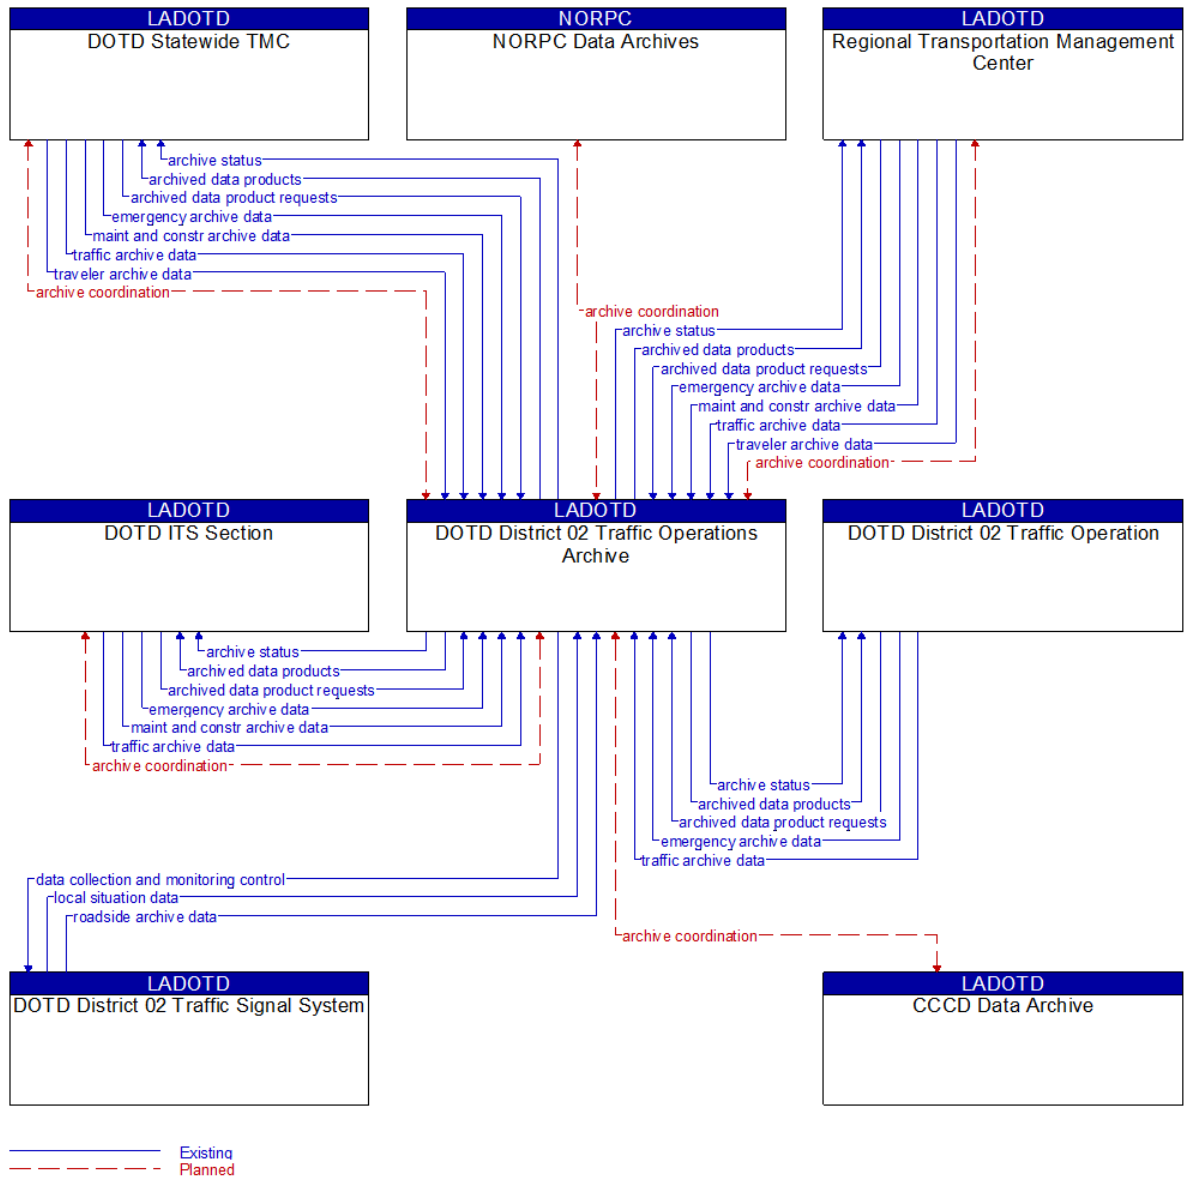 LADOTD
DOTD Statewide TMC
NORPC
NORPC Data Archives
LADOTD
Regional Transportation Management
Center
archive status
archived data products
archived data product requests
emergency archive data
maint and constr archive data
traffic archive data
traveler archive data
archive coordination
archive coordination
archive status
archived data products
archived data product requests
emergency archive data
maint and constr archive data
traffic archive data
traveler archive data
archive coordination
LADOTD
DOTD ITS Section
LADOTD
DOTD District 02 Traffic Operations
Archive
LADOTD
DOTD District 02 Traffic Operation
archive status
archived data products
archived data product requests
emergency archive data
maint and constr archive data
traffic archive data
archive coordination
archive status
archived data products
archived data product requests
emergency archive data
traffic archive data
data collection and monitoring control
local situation data
roadside archive data
archive coordination
LADOTD
DOTD District 02 Traffic Signal System
LADOTD
CCCD Data Archive
Existing
Planned